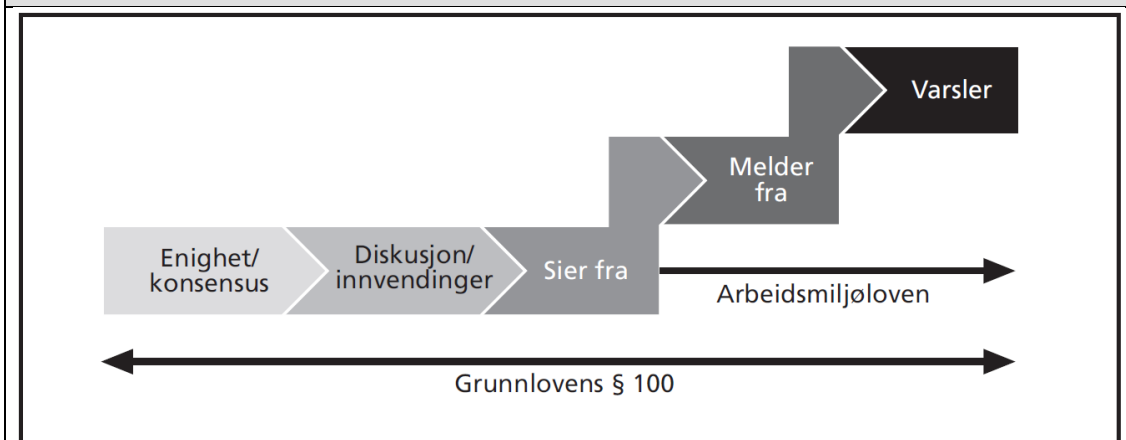 Enighet/
konsensus
Diskusjon/
innvendinger
Sier fra
Melder
fra
Varsler
Arbeidsmiljøloven
Grunnlovens § 100